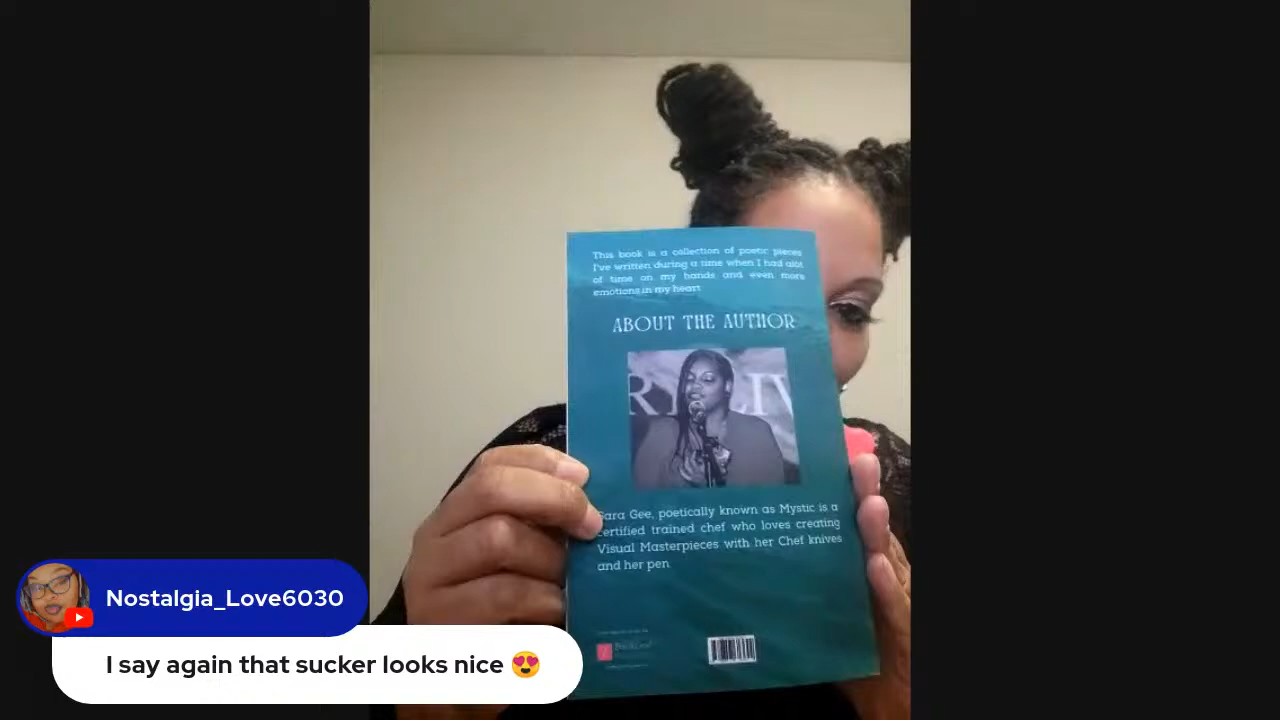 This book is a collection of poetic pieces
I've written during a time when I had alot
of time on my hands and even more
emotions in my heart
ABOUT THE AUTHOR
RY LIV
Sara Gee, poetically known as Mystic is a
certified trained chef who loves creating
Visual Masterpieces with her Chef knives
and her pen
Nostalgia_Love6030
I say again that sucker looks nice 😍